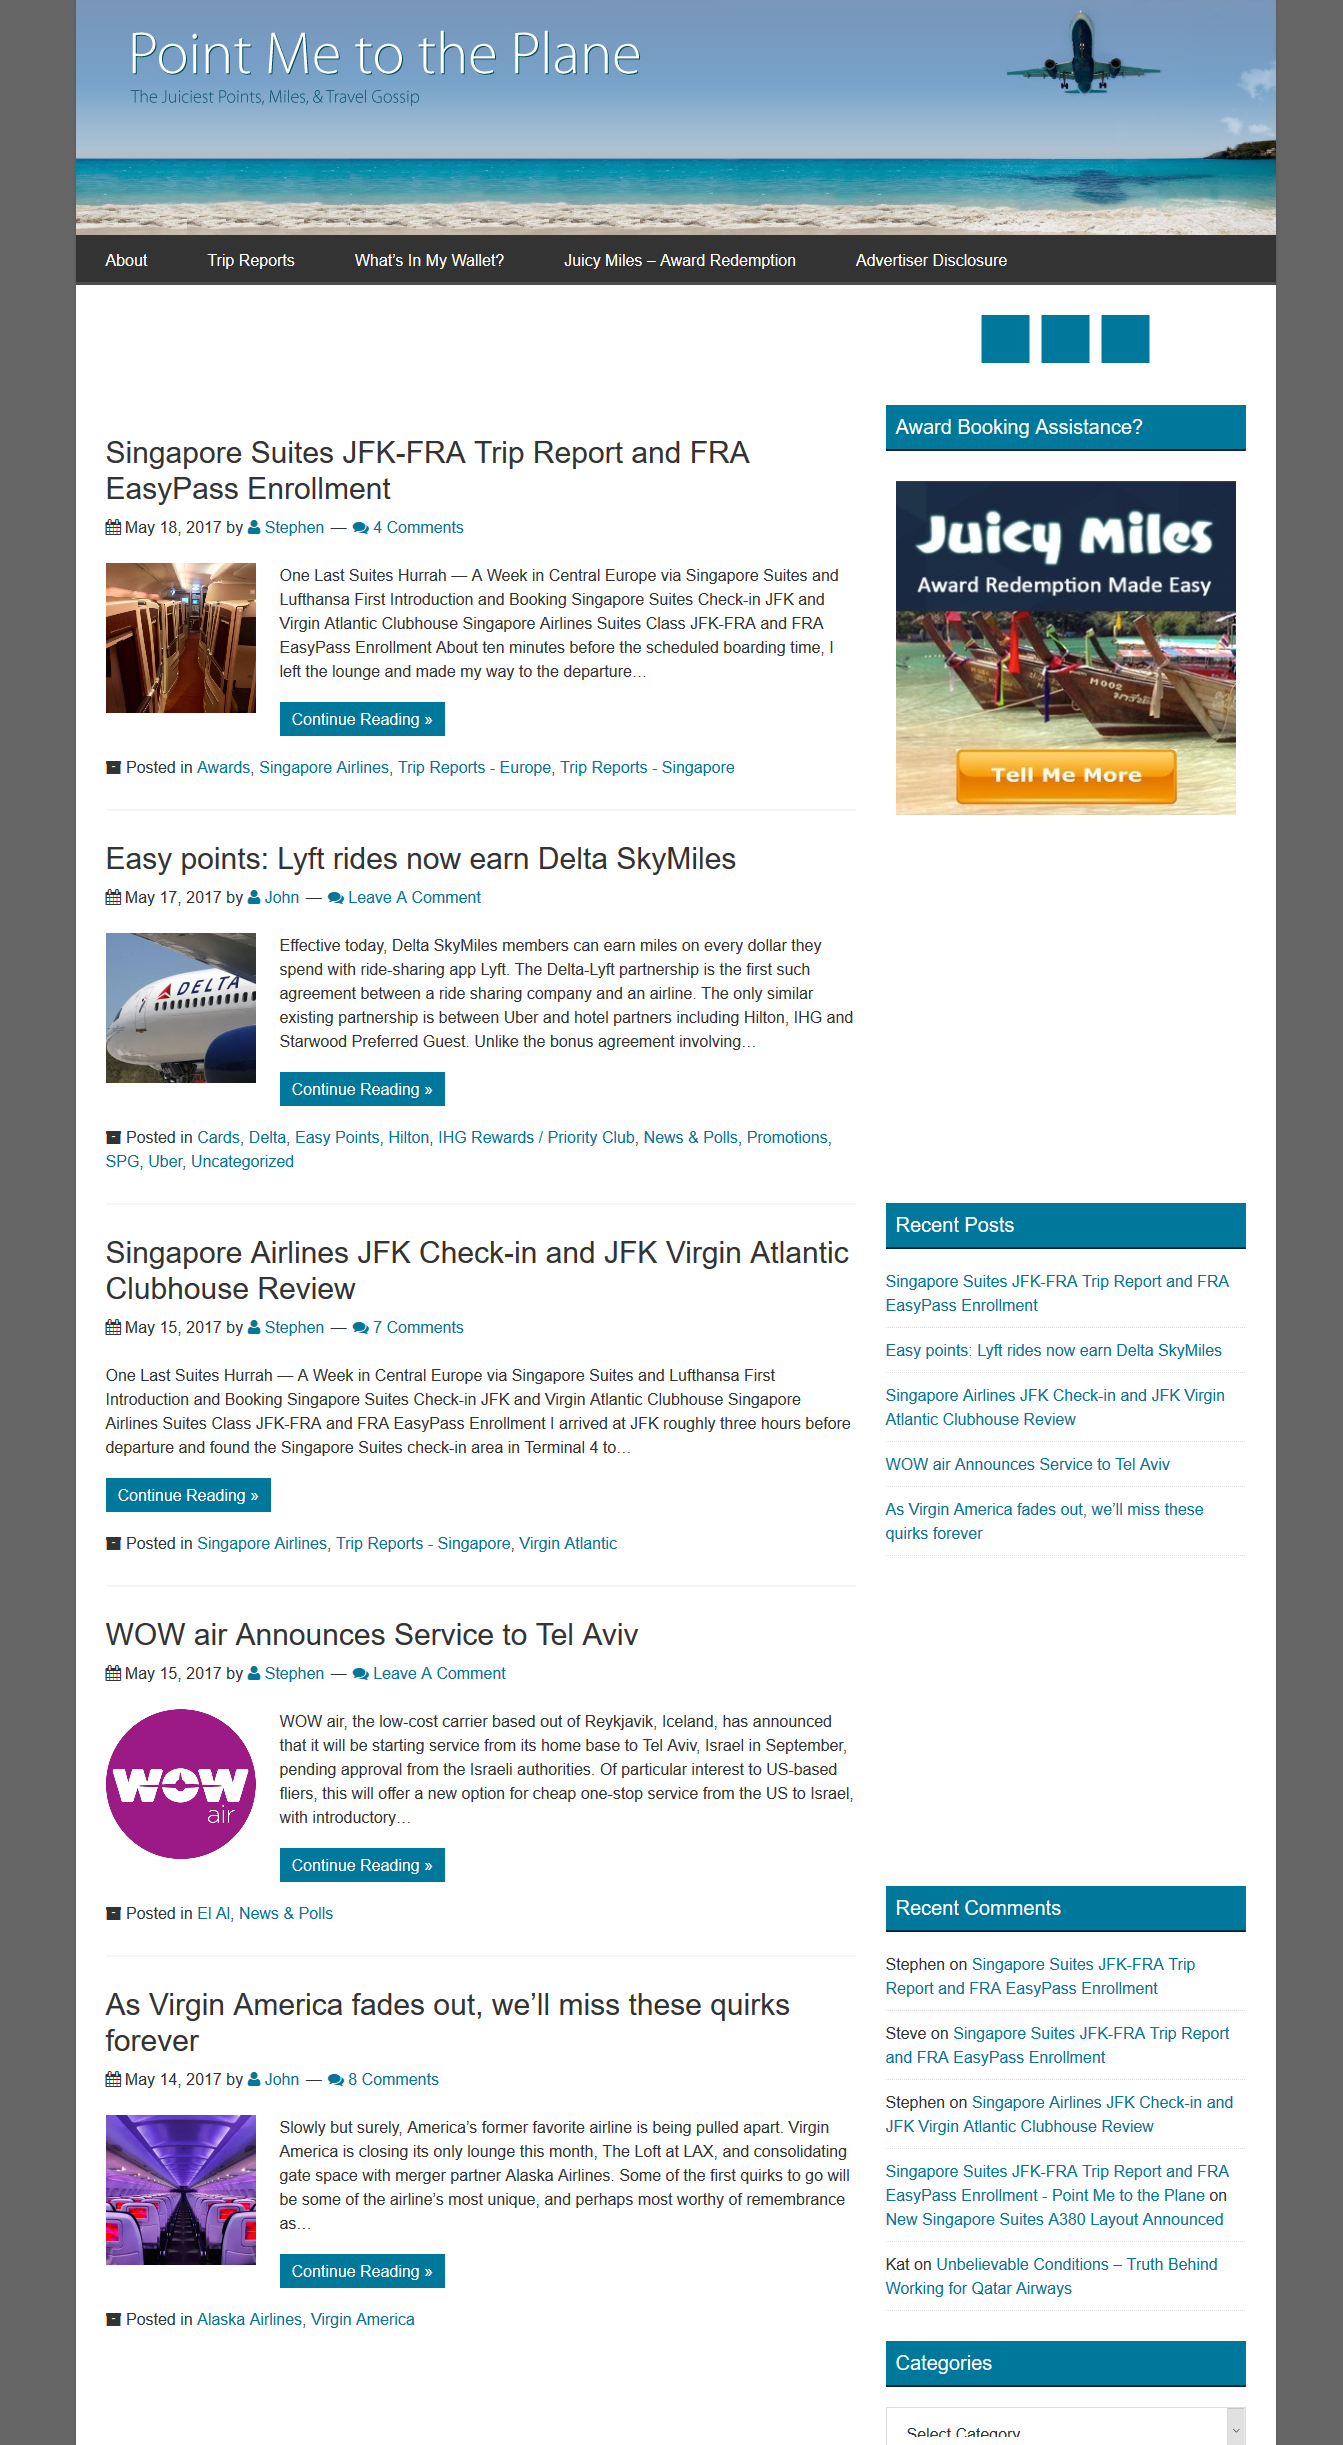 Point Me to the Plane
The Juiciest Points, Miles, & Travel Gossip
About
Trip Reports
What's In My Wallet?
Juicy Miles – Award Redemption
Advertiser Disclosure
Singapore Suites JFK-FRA Trip Report and FRA
EasyPass Enrollment
May 18, 2017 by Stephen — 4 Comments
One Last Suites Hurrah — A Week in Central Europe via Singapore Suites and
Lufthansa First Introduction and Booking Singapore Suites Check-in JFK and
Virgin Atlantic Clubhouse Singapore Airlines Suites Class JFK-FRA and FRA
EasyPass Enrollment About ten minutes before the scheduled boarding time, I
left the lounge and made my way to the departure…
Continue Reading »
Posted in Awards, Singapore Airlines, Trip Reports - Europe, Trip Reports - Singapore
Easy points: Lyft rides now earn Delta SkyMiles
May 17, 2017 by John — Leave A Comment
DELTA
Effective today, Delta SkyMiles members can earn miles on every dollar they
spend with ride-sharing app Lyft. The Delta-Lyft partnership is the first such
agreement between a ride sharing company and an airline. The only similar
existing partnership is between Uber and hotel partners including Hilton, IHG and
Starwood Preferred Guest. Unlike the bonus agreement involving…
Continue Reading »
Posted in Cards, Delta, Easy Points, Hilton, IHG Rewards / Priority Club, News & Polls, Promotions,
SPG, Uber, Uncategorized
Singapore Airlines JFK Check-in and JFK Virgin Atlantic
Clubhouse Review
May 15, 2017 by Stephen — 7 Comments
One Last Suites Hurrah — A Week in Central Europe via Singapore Suites and Lufthansa First
Introduction and Booking Singapore Suites Check-in JFK and Virgin Atlantic Clubhouse Singapore
Airlines Suites Class JFK-FRA and FRA EasyPass Enrollment I arrived at JFK roughly three hours before
departure and found the Singapore Suites check-in area in Terminal 4 to…
Continue Reading »
Posted in Singapore Airlines, Trip Reports - Singapore, Virgin Atlantic
WOW air Announces Service to Tel Aviv
May 15, 2017 by Stephen — Leave A Comment
WOW
air
WOW air, the low-cost carrier based out of Reykjavik, Iceland, has announced
that it will be starting service from its home base to Tel Aviv, Israel in September,
pending approval from the Israeli authorities. Of particular interest to US-based
fliers, this will offer a new option for cheap one-stop service from the US to Israel,
with introductory…
Continue Reading »
Posted in El Al, News & Polls
As Virgin America fades out, we'll miss these quirks
forever
May 14, 2017 by John — 8 Comments
Slowly but surely, America's former favorite airline is being pulled apart. Virgin
America is closing its only lounge this month, The Loft at LAX, and consolidating
gate space with merger partner Alaska Airlines. Some of the first quirks to go will
be some of the airline's most unique, and perhaps most worthy of remembrance
as…
Continue Reading »
Posted in Alaska Airlines, Virgin America
Award Booking Assistance?
Juicy Miles
Award Redemption Made Easy
M002
Tell Me More
Recent Posts
Singapore Suites JFK-FRA Trip Report and FRA
EasyPass Enrollment
Easy points: Lyft rides now earn Delta SkyMiles
Singapore Airlines JFK Check-in and JFK Virgin
Atlantic Clubhouse Review
WOW air Announces Service to Tel Aviv
As Virgin America fades out, we'll miss these
quirks forever
Recent Comments
Stephen on Singapore Suites JFK-FRA Trip
Report and FRA EasyPass Enrollment
Steve on Singapore Suites JFK-FRA Trip Report
and FRA EasyPass Enrollment
Stephen on Singapore Airlines JFK Check-in and
JFK Virgin Atlantic Clubhouse Review
Singapore Suites JFK-FRA Trip Report and FRA
EasyPass Enrollment - Point Me to the Plane on
New Singapore Suites A380 Layout Announced
Kat on Unbelievable Conditions – Truth Behind
Working for Qatar Airways
Categories
Select Category